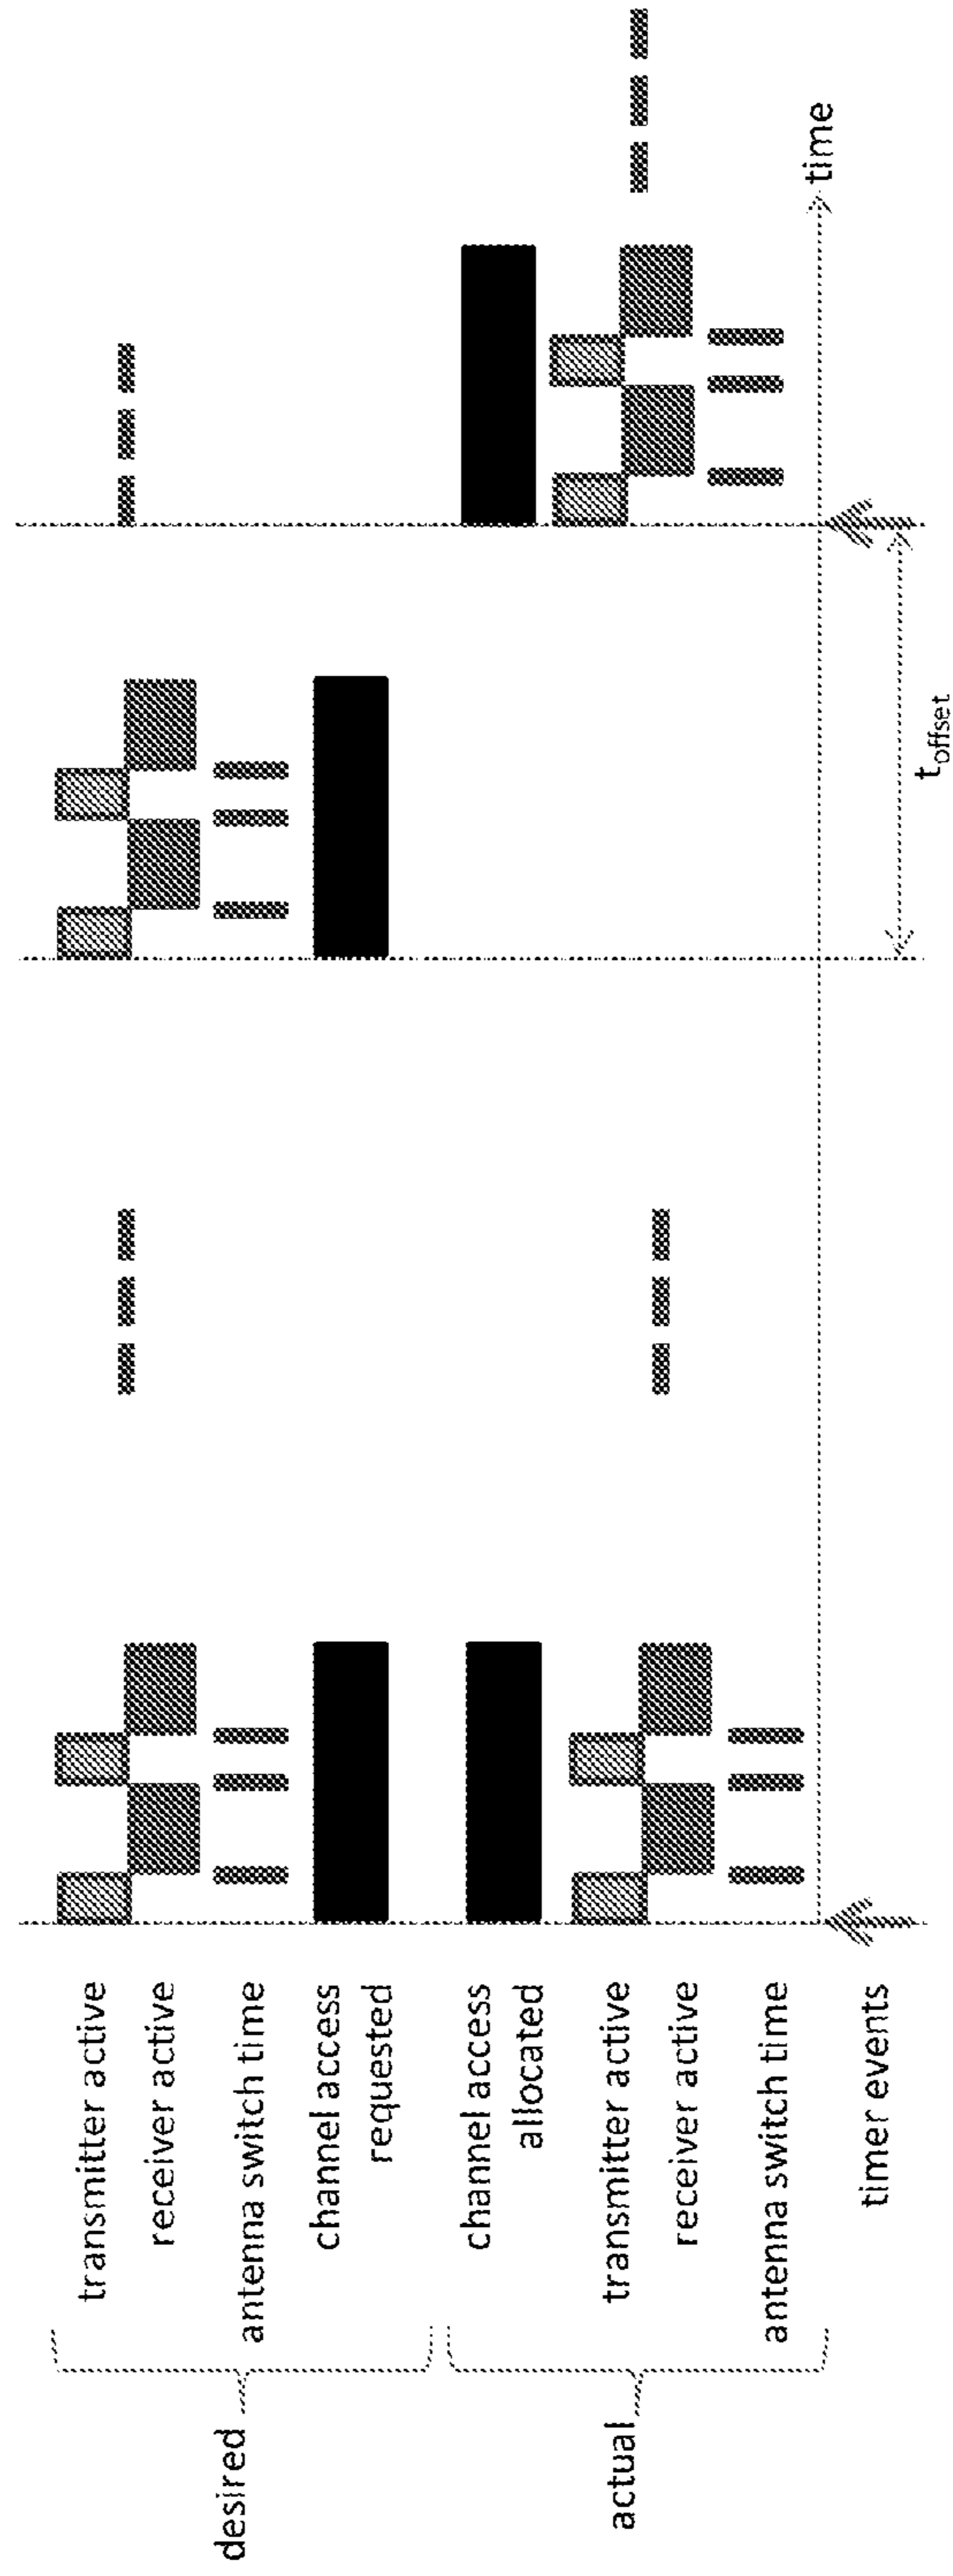 desired
transmitter active
receiver active
antenna switch time
channel access
requested
actual
channel access
allocated
transmitter active
receiver active
antenna switch time
timer events
time
toffset